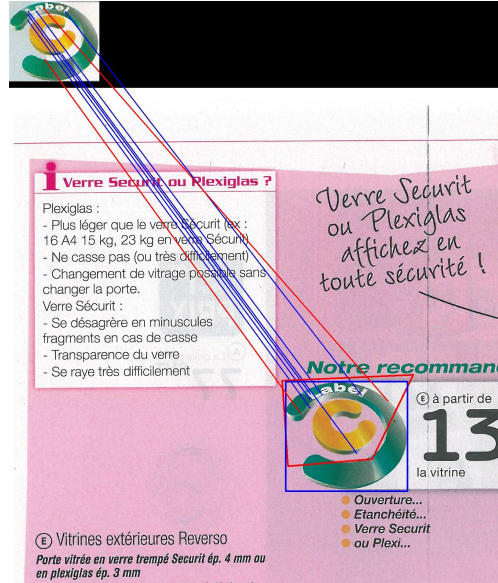 Label
i Verre Securit ou Plexiglas ?
Plexiglas :
- Plus léger que le verre Sécurit (ex :
16 A4 15 kg, 23 kg en verre Sécurit)
- Ne casse pas (ou très difficilement)
- Changement de vitrage possible sans
changer la porte.
Verre Sécurit :
- Se désagrère en minuscules
fragments en cas de casse
- Transparence du verre
- Se raye très difficilement
Verre Securit
ou Plexiglas
affichez en
toute sécurité !
Notre recomman
Label
E à partir de
13
la vitrine
Ouverture...
Etanchéité...
Verre Securit
ou Plexi...
E Vitrines extérieures Reverso
Porte vitrée en verre trempé Securit ép. 4 mm ou
en plexiglas ép. 3 mm